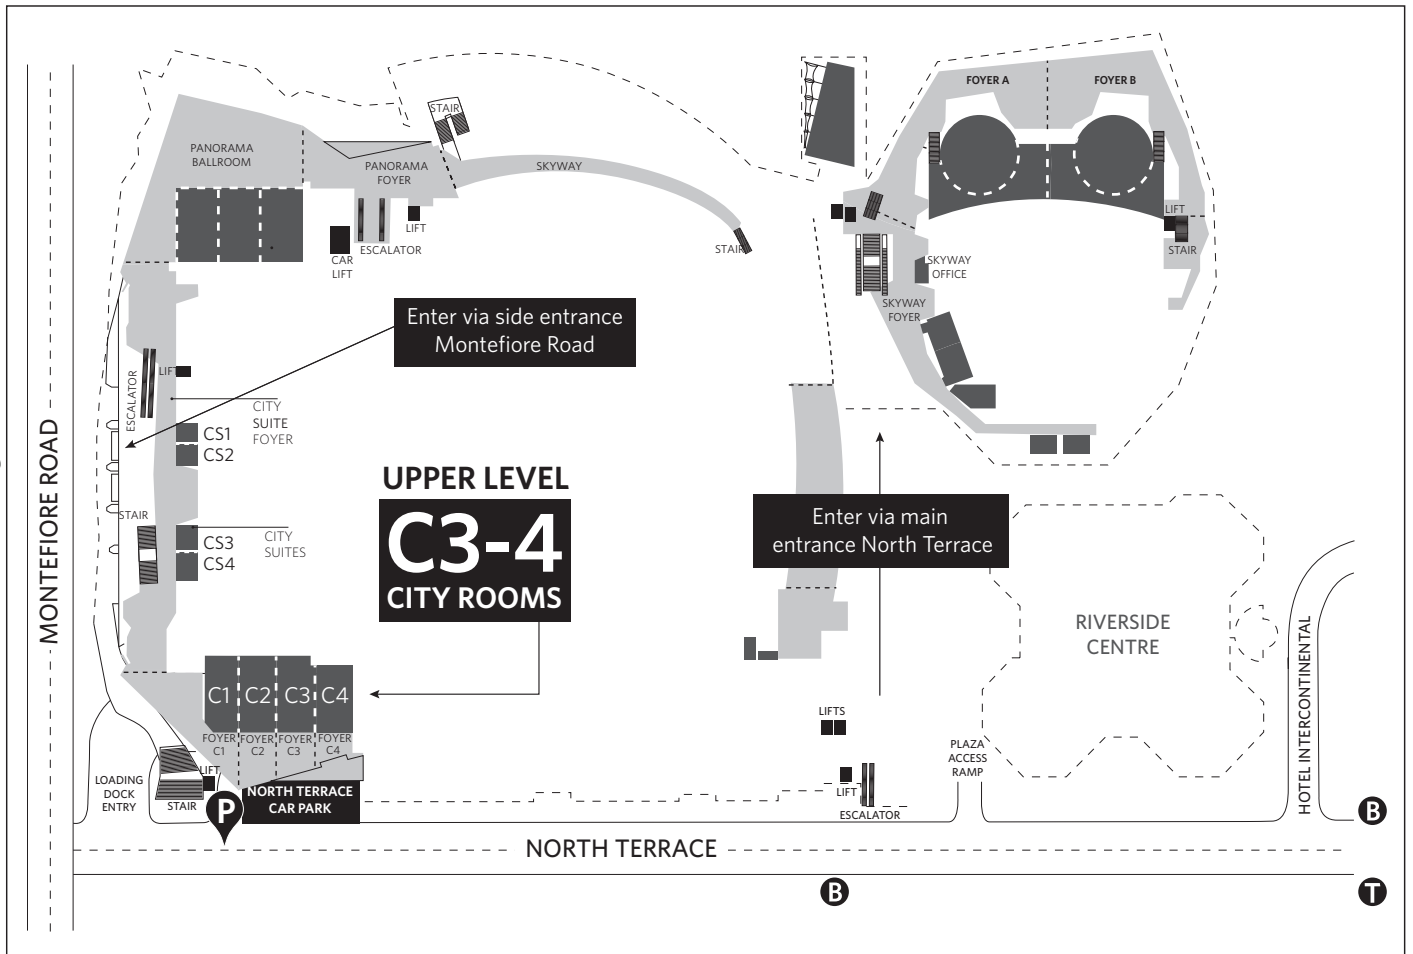 FOYER A
FOYER B
STAIR
PANORAMA
BALLROOM
PANORAMA
FOYER
SKYWAY
LIFT
ESCALATOR
CAR
LIFT
STAIR
LIFT
STAIR
SKYWAY
OFFICE
SKYWAY
FOYER
Enter via side entrance
Montefiore Road
LIFT
ESCALATOR
CITY
SUITE
FOYER
CS1
CS2
MONTEFIORE ROAD
UPPER LEVEL
C3-4
CITY ROOMS
STAIR
CS3
CS4
CITY
SUITES
Enter via main
entrance North Terrace
RIVERSIDE
CENTRE
HOTEL INTERCONTINENTAL
C1
C2
C3
C4
FOYER
C1
FOYER
C2
FOYER
C3
FOYER
C4
LIFTS
PLAZA
ACCESS
RAMP
LOADING
DOCK
ENTRY
LIFT
STAIR
P
NORTH TERRACE
CAR PARK
LIFT
ESCALATOR
B
NORTH TERRACE
B
T